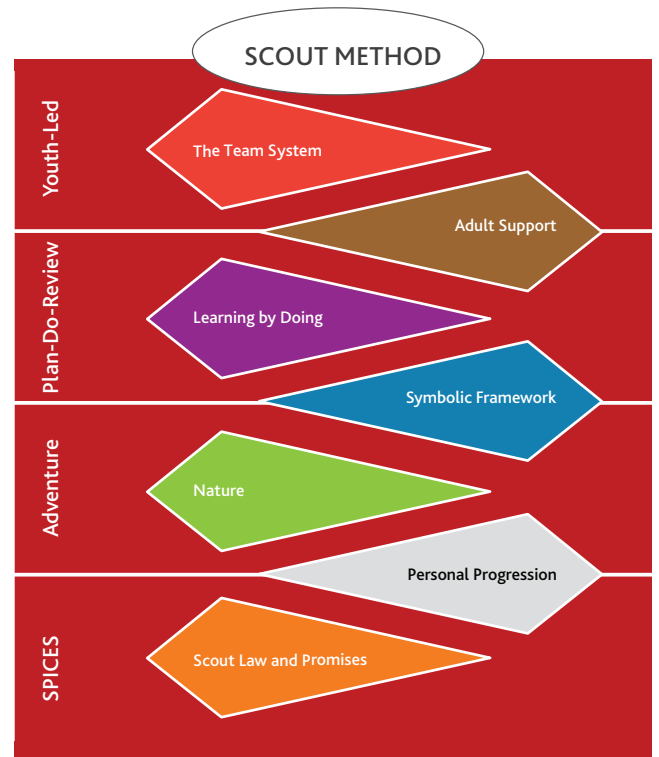 SCOUT METHOD
Youth-Led
The Team System
Adult Support
Plan-Do-Review
Learning by Doing
Symbolic Framework
Adventure
Nature
Personal Progression
SPICES
Scout Law and Promises